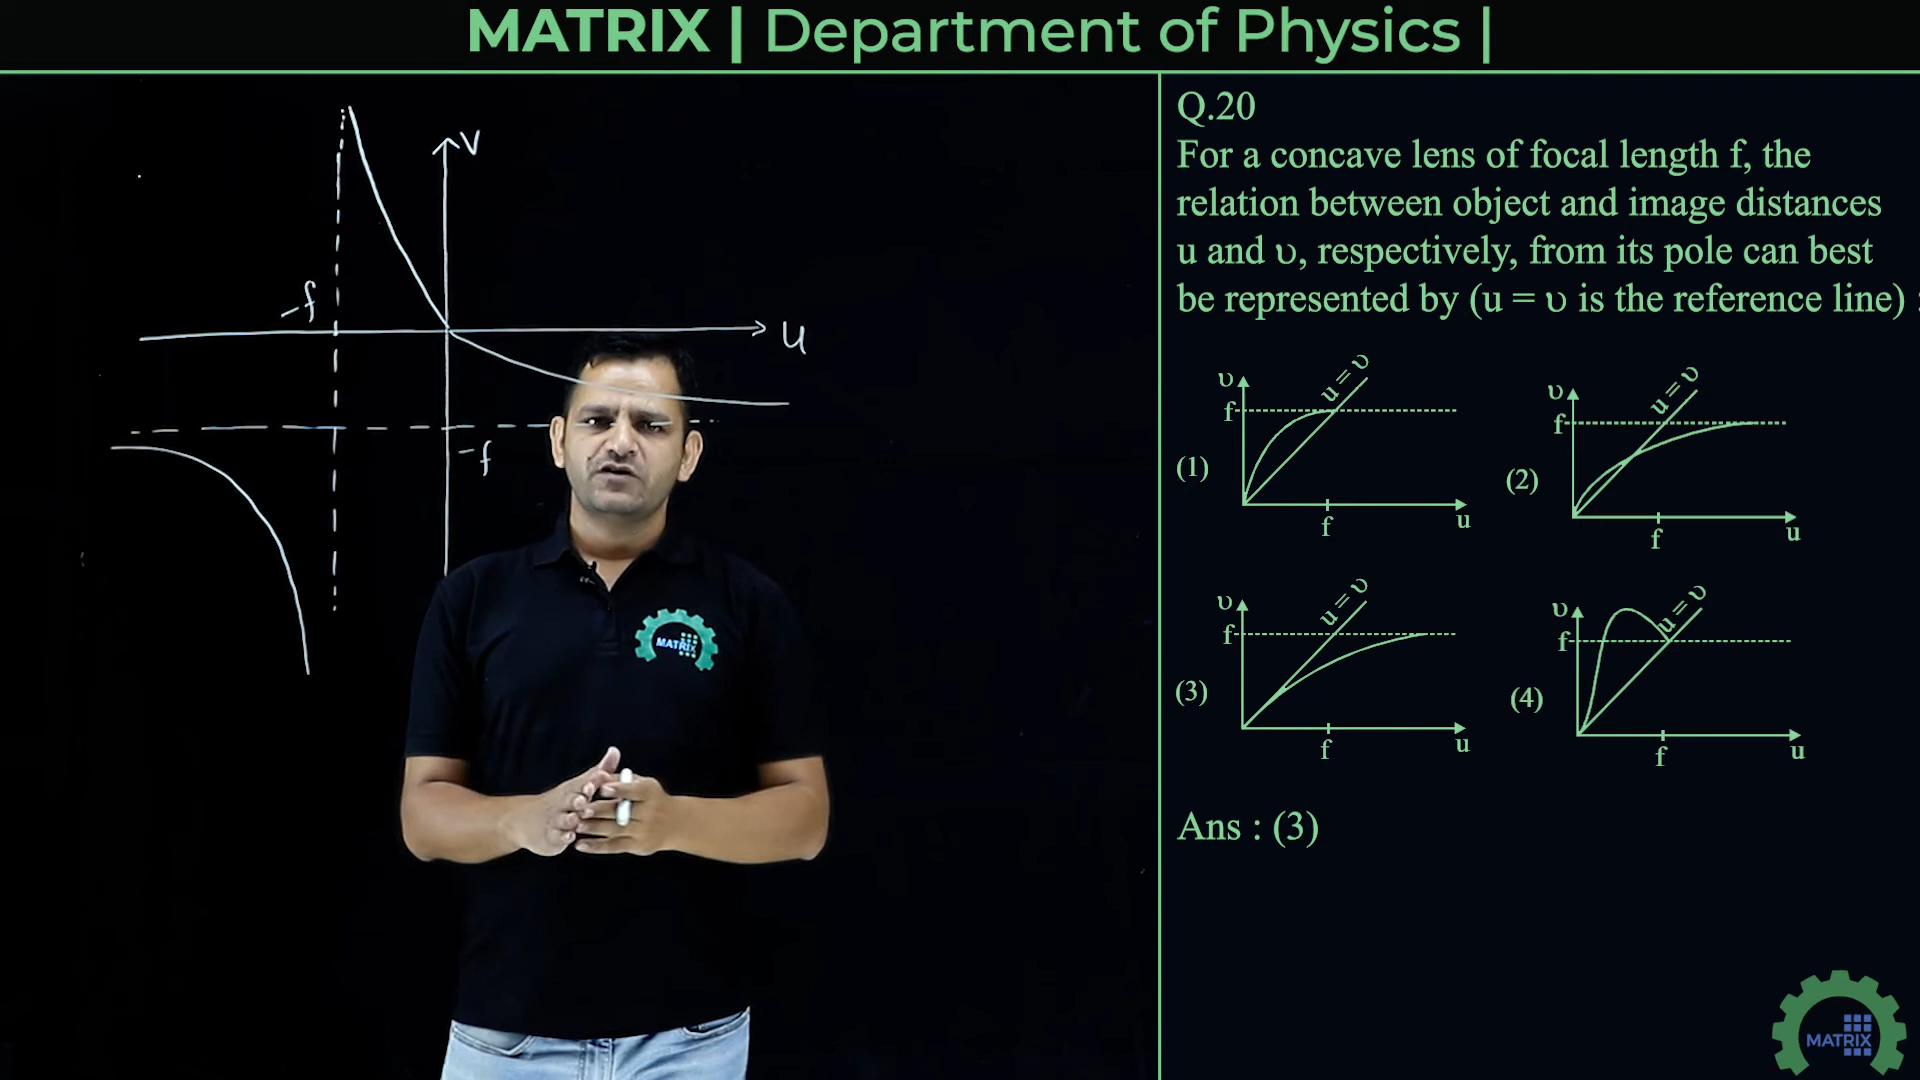 MATRIX | Department of Physics |
V
-f
u
-f
MATRIX
Q.20
For a concave lens of focal length f, the
relation between object and image distances
u and υ, respectively, from its pole can best
be represented by (u = υ is the reference line) :
(1)
υ
f
u = υ
f
u
(2)
υ
f
u = υ
f
u
(3)
υ
f
u = υ
f
u
(4)
υ
f
u = υ
f
u
Ans : (3)
MATRIX